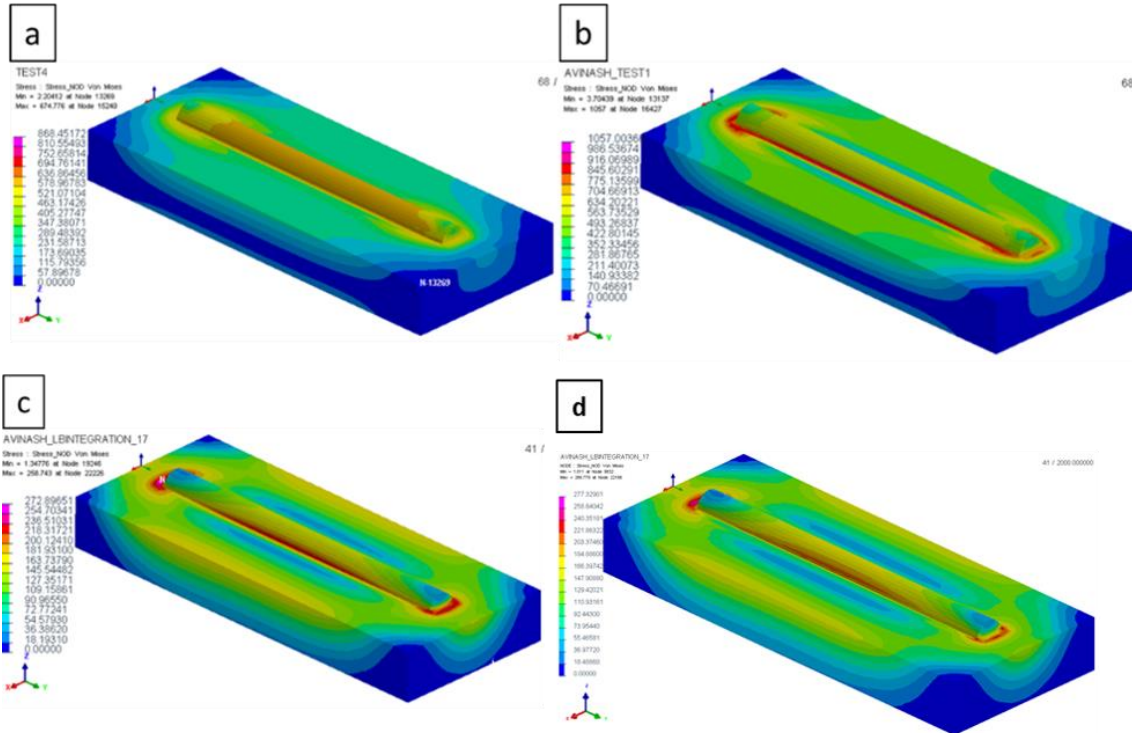 a
TEST4
Stress : Stress_NOD Von Mises
Min = 2.20412 at Node 13269
Max = 674.776 at Node 15240
68 /
868.45172
810.55493
752.65814
694.76141
636.86456
578.96783
521.07104
463.17426
405.27747
347.38071
289.48392
231.58713
173.69035
115.79356
57.89678
0.00000
N-13269
Z
X
Y
b
AVINASH_TEST1
Stress : Stress_NOD Von Mises
Min = 3.70439 at Node 13137
Max = 1057 at Node 16427
68
1057.0036
986.53674
916.06989
845.60291
775.13599
704.66913
634.20221
563.73529
493.26837
422.80145
352.33456
281.86765
211.40073
140.93382
70.46691
0.00000
Z
X
Y
c
AVINASH_LBINTEGRATION_17
Stress : Stress_NOD Von Mises
Min = 1.34776 at Node 19246
Max = 258.743 at Node 22226
41 /
272.89651
254.70341
236.51031
218.31721
200.12410
181.93100
163.73790
145.54482
127.35171
109.15861
90.96550
72.77241
54.57930
36.38620
18.19310
0.00000
N
Z
X
Y
d
AVINASH_LBINTEGRATION_17
NODE : Stress_NOD Von Mises
41 / 2000.000000
277.32901
258.84042
240.35181
221.86322
203.37460
184.88600
166.39742
147.90880
129.42021
110.93161
92.44300
73.95440
55.46581
36.97720
18.48860
0.00000